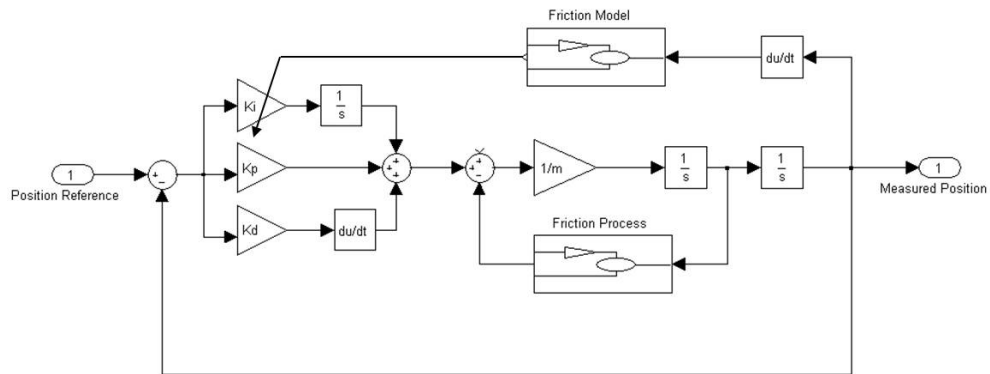 Friction Model
du/dt
Ki
1
s
1
Position Reference
+
−
Kp
+
+
+
+
−
1/m
1
s
1
s
1
Measured Position
Kd
du/dt
Friction Process